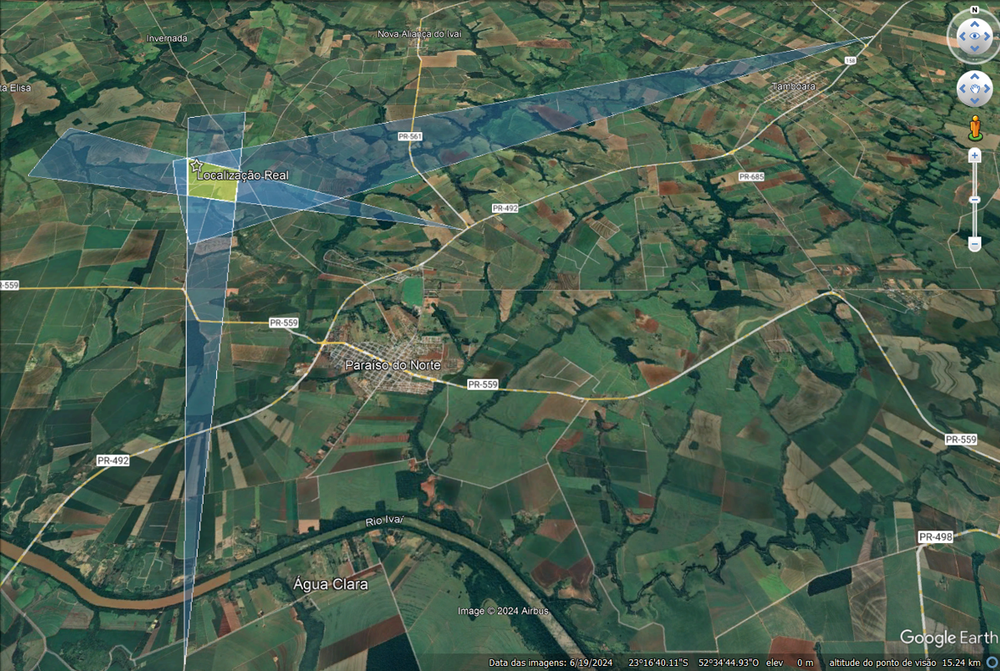 N
Nova Aliança do Ivaí
Invernada
158
ta Elisa
Tamboara
PR-561
Localização Real
PR-685
PR-492
R-559
PR-559
Paraíso do Norte
PR-559
PR-559
PR-492
Rio Ivaí
PR-498
Água Clara
Image © 2024 Airbus
Google Earth
Data das imagens: 6/19/2024 23°16'40.11"S 52°34'44.93"O elev 0 m altitude do ponto de visão 15.24 km